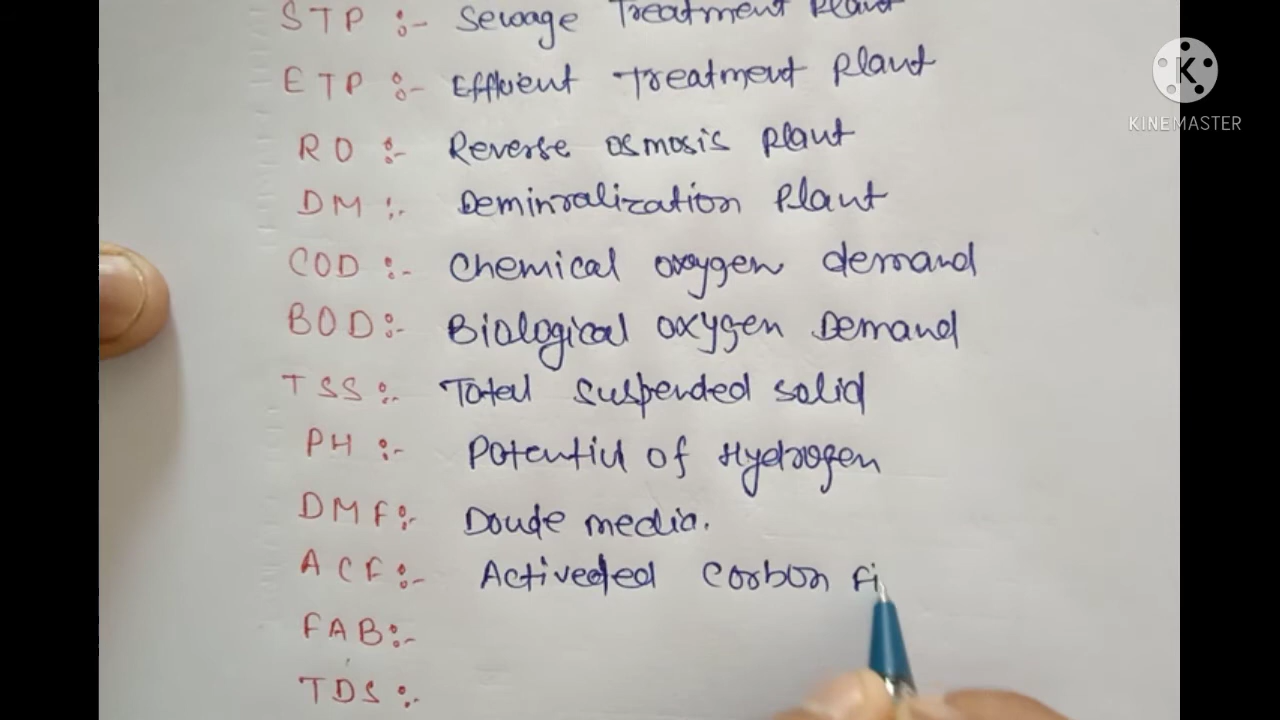 STP :- Sewage Treatment Plant
ETP :- Effluent Treatment Plant
RO :- Reverse osmosis Plant
DM :- Deminralization Plant
COD :- Chemical oxygen demand
BOD :- Biological oxygen Demand
TSS :- Total suspended solid
PH :- Potential of Hydrogen
DMF :- Doude media.
ACF :- Activeded Corbon Fi
FAB :-
TDS :-
KINEMASTER